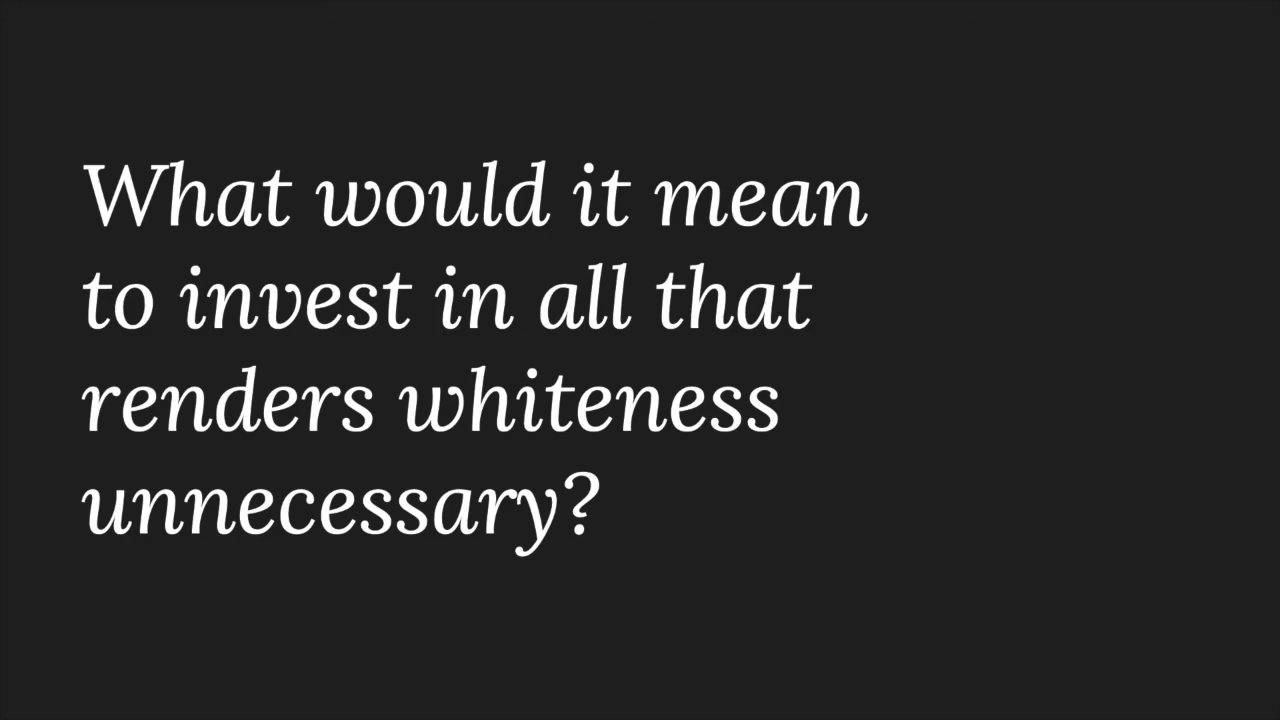 What would it mean
to invest in all that
renders whiteness
unnecessary?